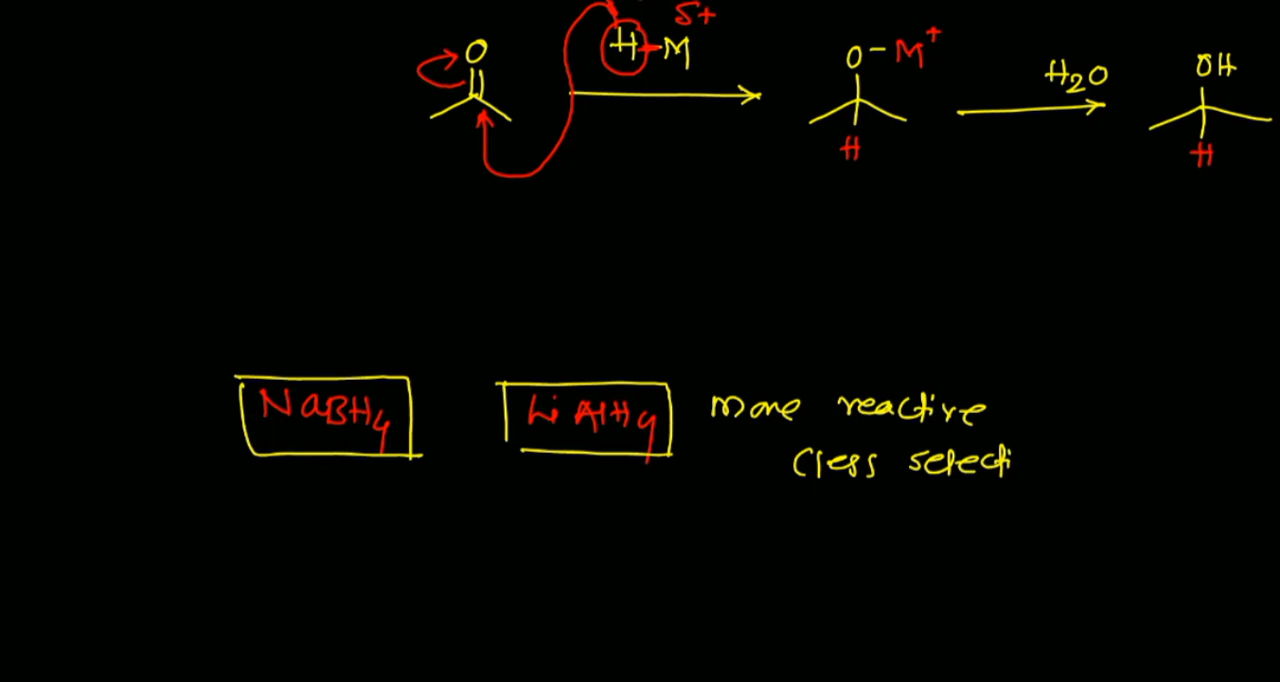 δ+
O H-M O-M+ H2O OH
H H
NaBH4 LiAlH4 more reactive
(less selecti